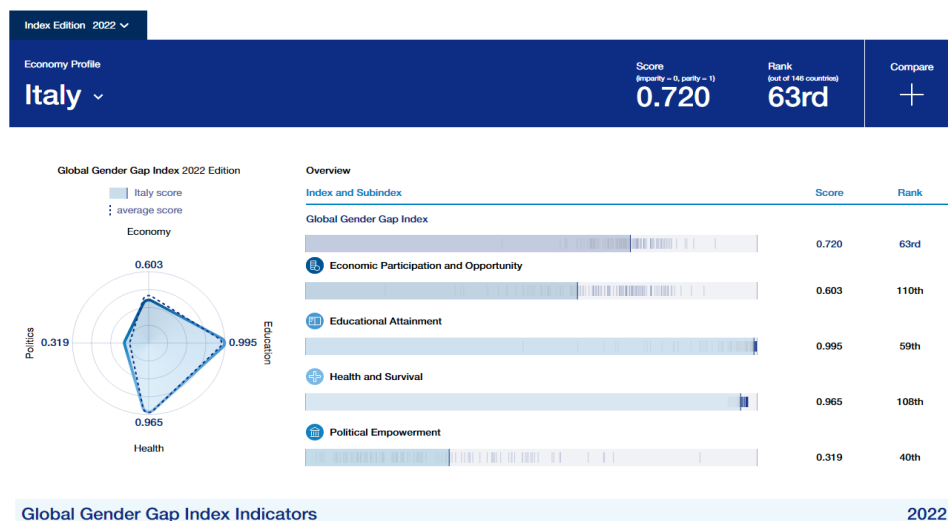 Index Edition 2022
Economy Profile
Italy
Score
(imparity = 0, parity = 1)
0.720
Rank
(out of 146 countries)
63rd
Compare
Global Gender Gap Index 2022 Edition
Italy score
average score
Economy
0.603
Politics
0.319
0.995
Education
0.965
Health
Overview
Index and Subindex Score Rank
Global Gender Gap Index
0.720 63rd
Economic Participation and Opportunity
0.603 110th
Educational Attainment
0.995 59th
Health and Survival
0.965 108th
Political Empowerment
0.319 40th
Global Gender Gap Index Indicators 2022